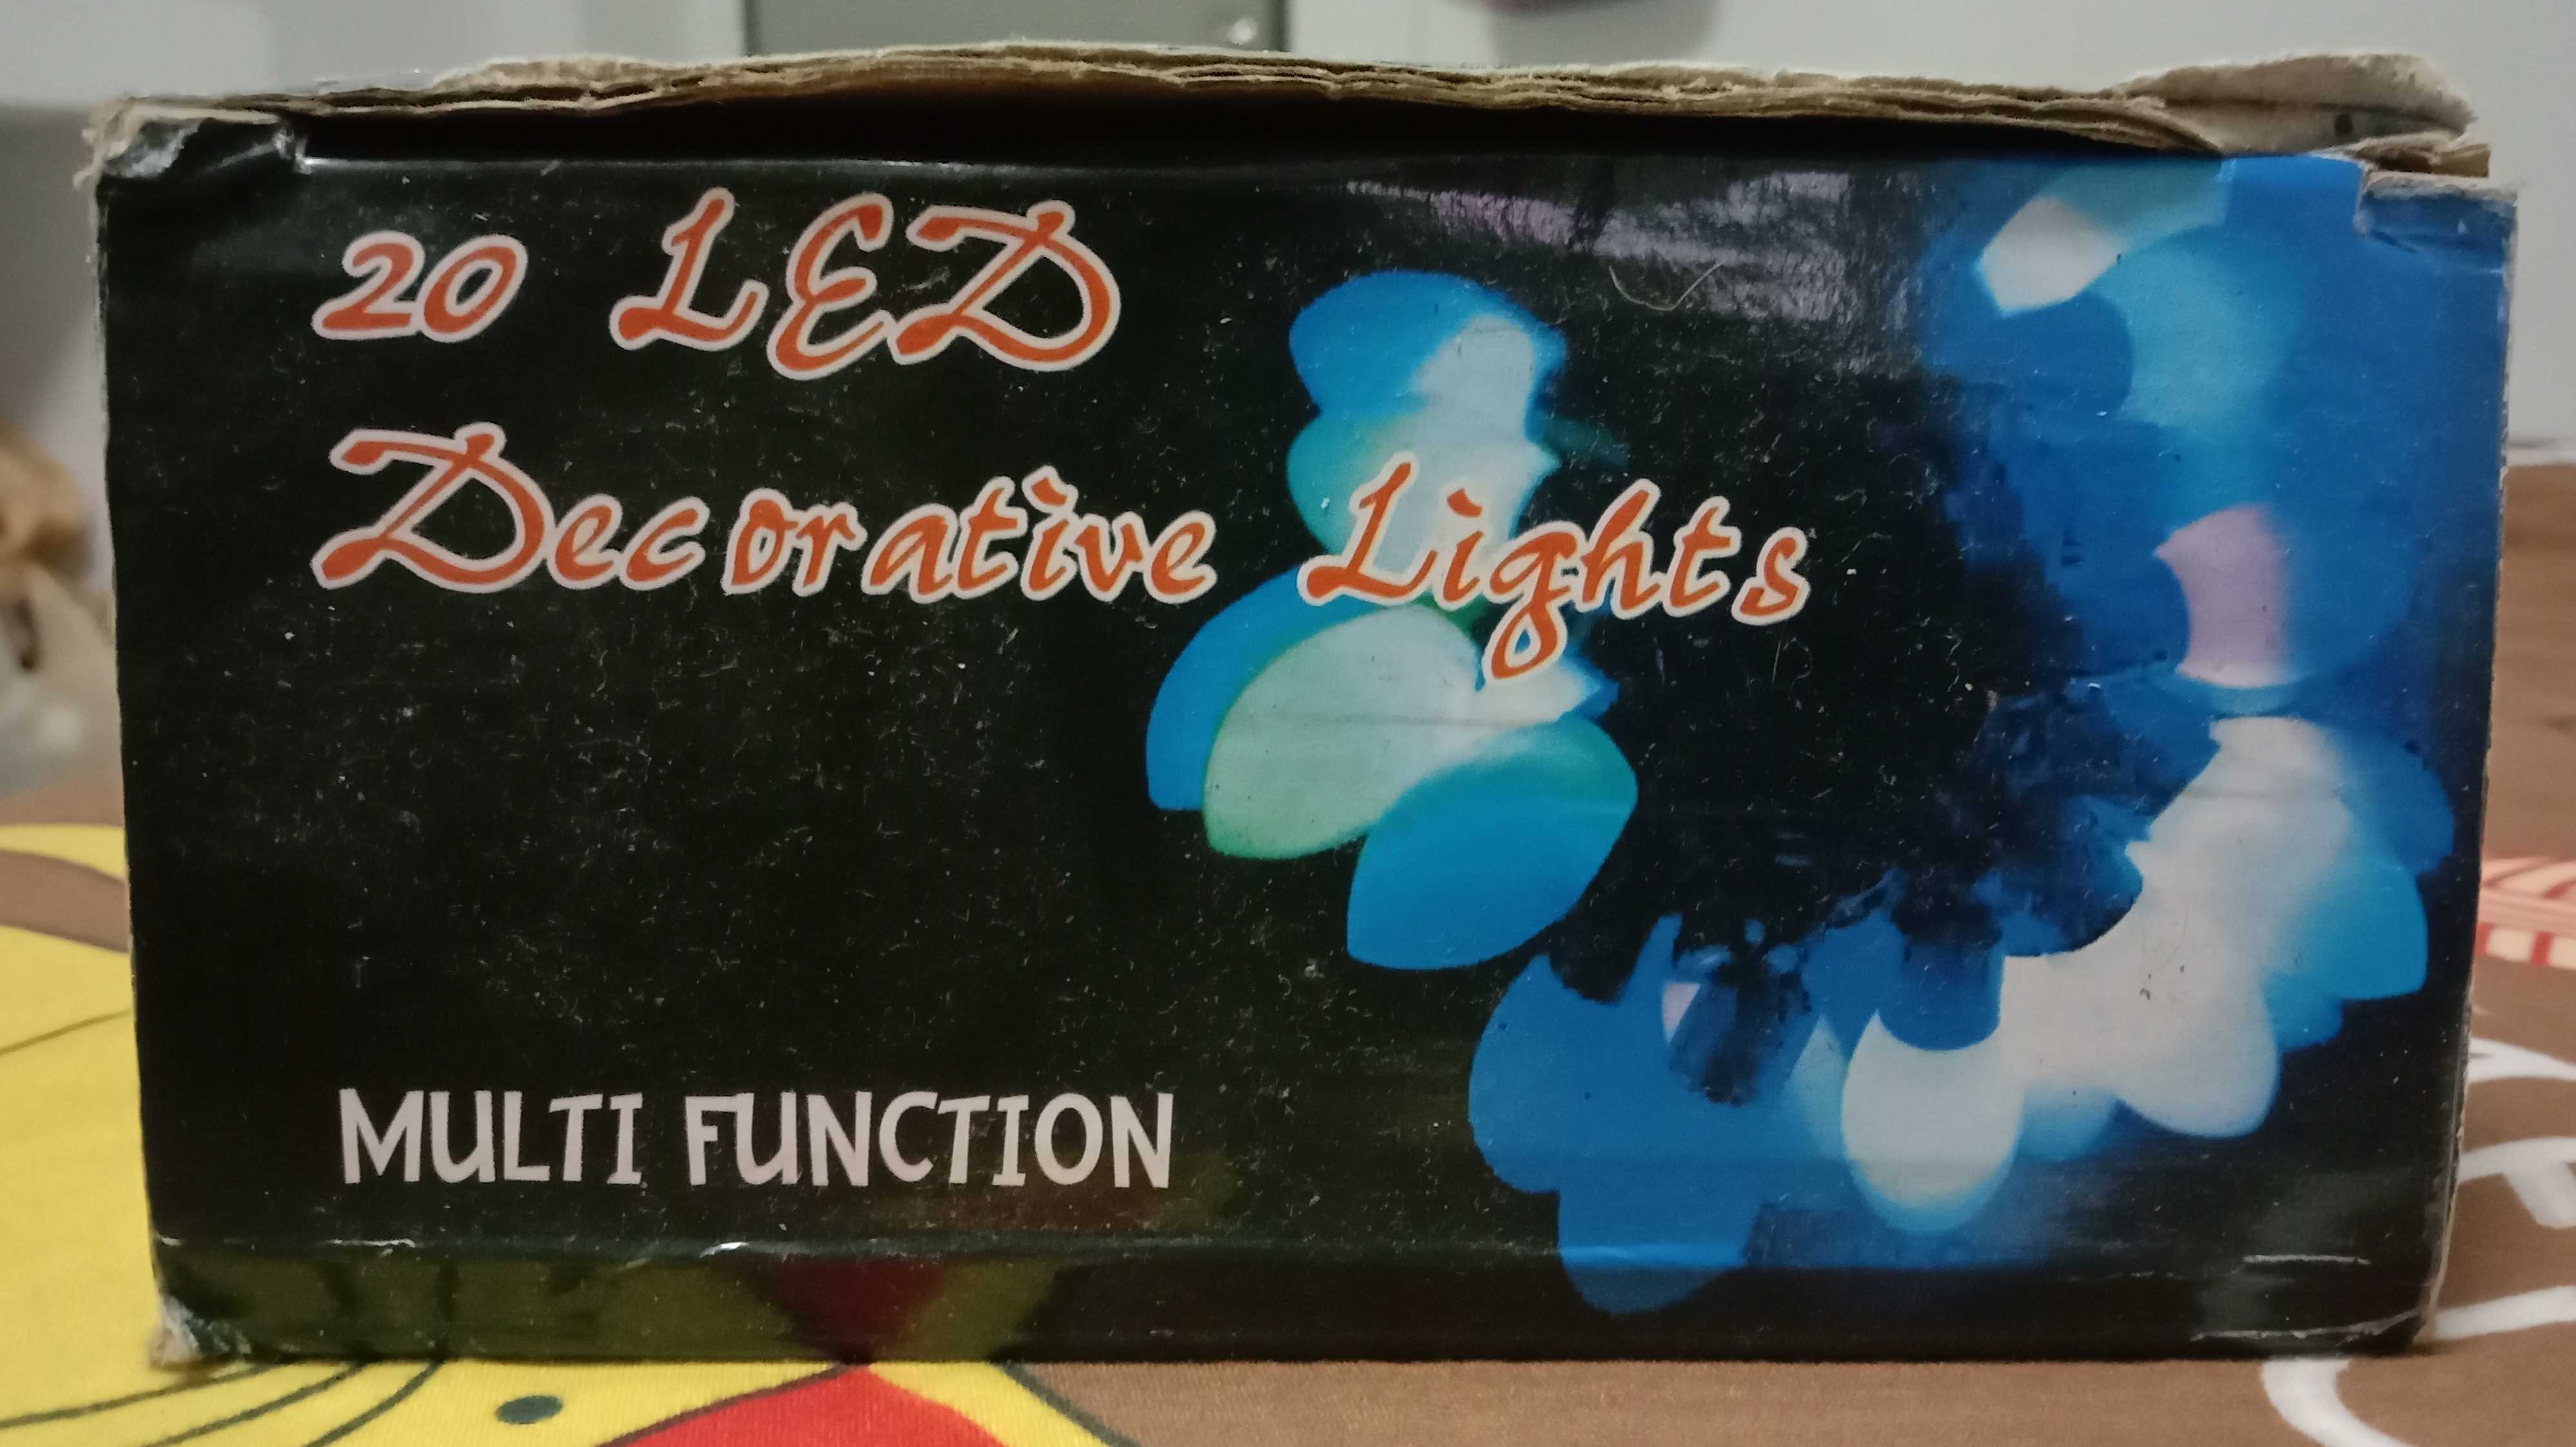 20 LED
Decorative Lights
MULTI FUNCTION